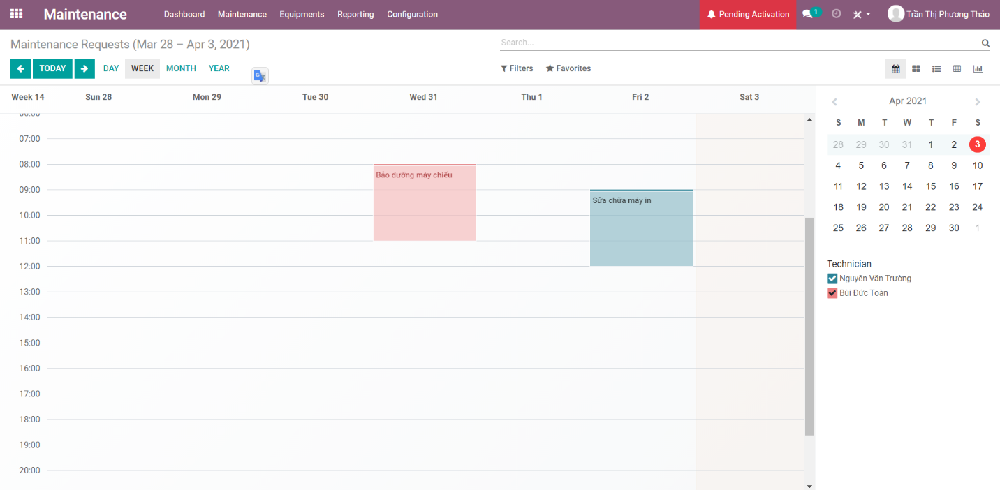 Maintenance Dashboard Maintenance Equipments Reporting Configuration Pending Activation 1 Trần Thị Phương Thảo
Maintenance Requests (Mar 28 – Apr 3, 2021) Search...
TODAY DAY WEEK MONTH YEAR Filters Favorites
Week 14 Sun 28 Mon 29 Tue 30 Wed 31 Thu 1 Fri 2 Sat 3
06:00
07:00
08:00
Bảo dưỡng máy chiếu
09:00
Sửa chữa máy in
10:00
11:00
12:00
13:00
14:00
15:00
16:00
17:00
18:00
19:00
20:00
Apr 2021
S M T W T F S
28 29 30 31 1 2 3
4 5 6 7 8 9 10
11 12 13 14 15 16 17
18 19 20 21 22 23 24
25 26 27 28 29 30 1
Technician
Nguyễn Văn Trường
Bùi Đức Toàn